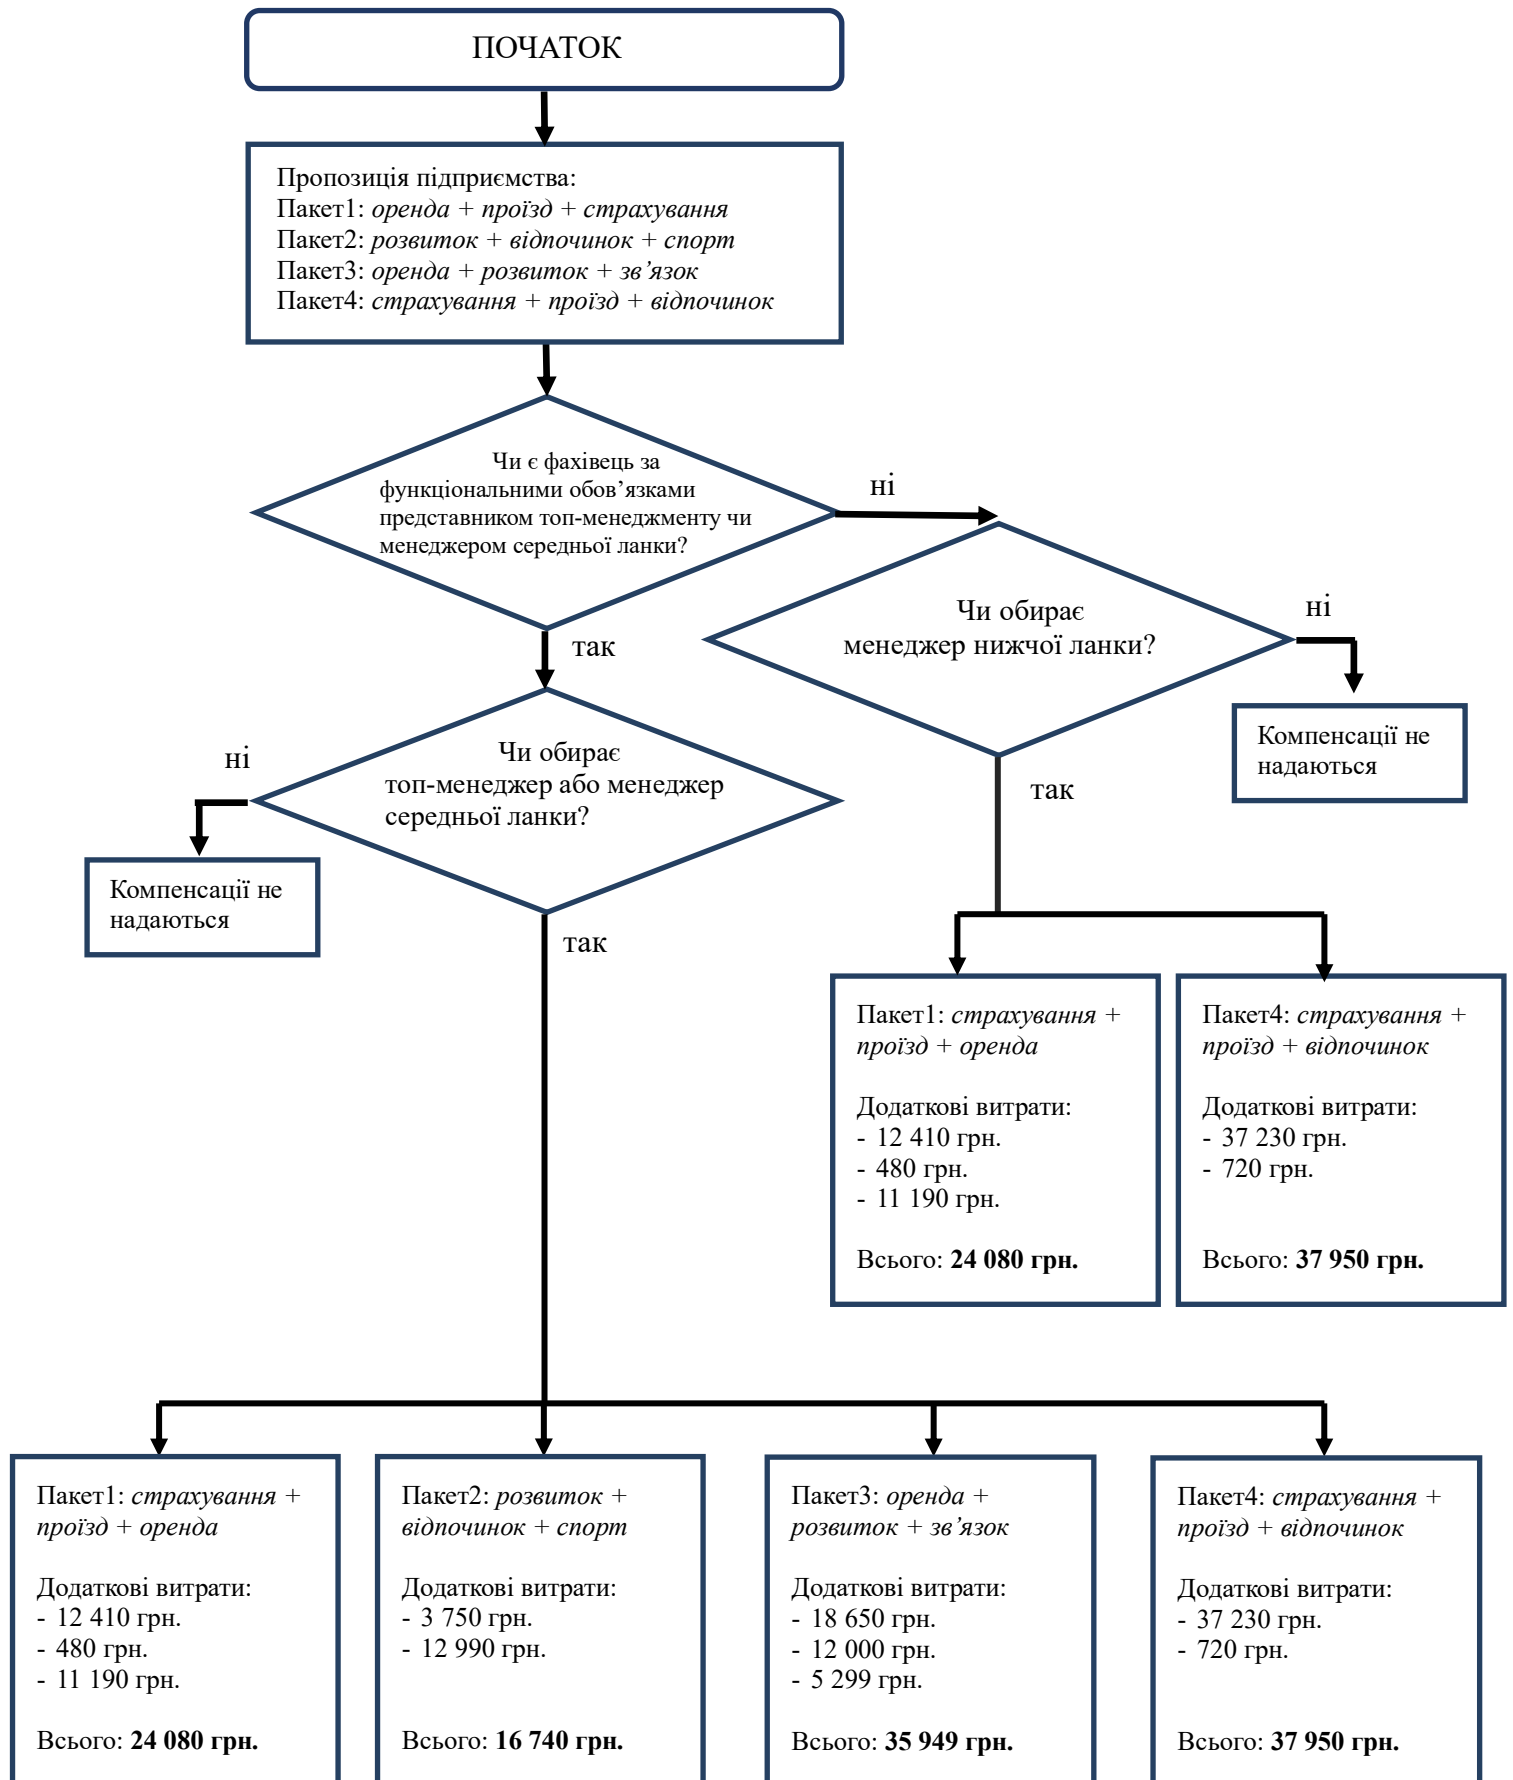 ПОЧАТОК
Пропозиція підприємства:
Пакет1: оренда + проїзд + страхування
Пакет2: розвиток + відпочинок + спорт
Пакет3: оренда + розвиток + зв’язок
Пакет4: страхування + проїзд + відпочинок
Чи є фахівець за
функціональними обов’язками
представником топ-менеджменту чи
менеджером середньої ланки?
ні
так
Чи обирає
менеджер нижчої ланки?
ні
Компенсації не
надаються
так
Чи обирає
топ-менеджер або менеджер
середньої ланки?
ні
Компенсації не
надаються
так
Пакет1: страхування +
проїзд + оренда
Додаткові витрати:
- 12 410 грн.
- 480 грн.
- 11 190 грн.
Всього: 24 080 грн.
Пакет4: страхування +
проїзд + відпочинок
Додаткові витрати:
- 37 230 грн.
- 720 грн.
Всього: 37 950 грн.
Пакет1: страхування +
проїзд + оренда
Додаткові витрати:
- 12 410 грн.
- 480 грн.
- 11 190 грн.
Всього: 24 080 грн.
Пакет2: розвиток +
відпочинок + спорт
Додаткові витрати:
- 3 750 грн.
- 12 990 грн.
Всього: 16 740 грн.
Пакет3: оренда +
розвиток + зв’язок
Додаткові витрати:
- 18 650 грн.
- 12 000 грн.
- 5 299 грн.
Всього: 35 949 грн.
Пакет4: страхування +
проїзд + відпочинок
Додаткові витрати:
- 37 230 грн.
- 720 грн.
Всього: 37 950 грн.